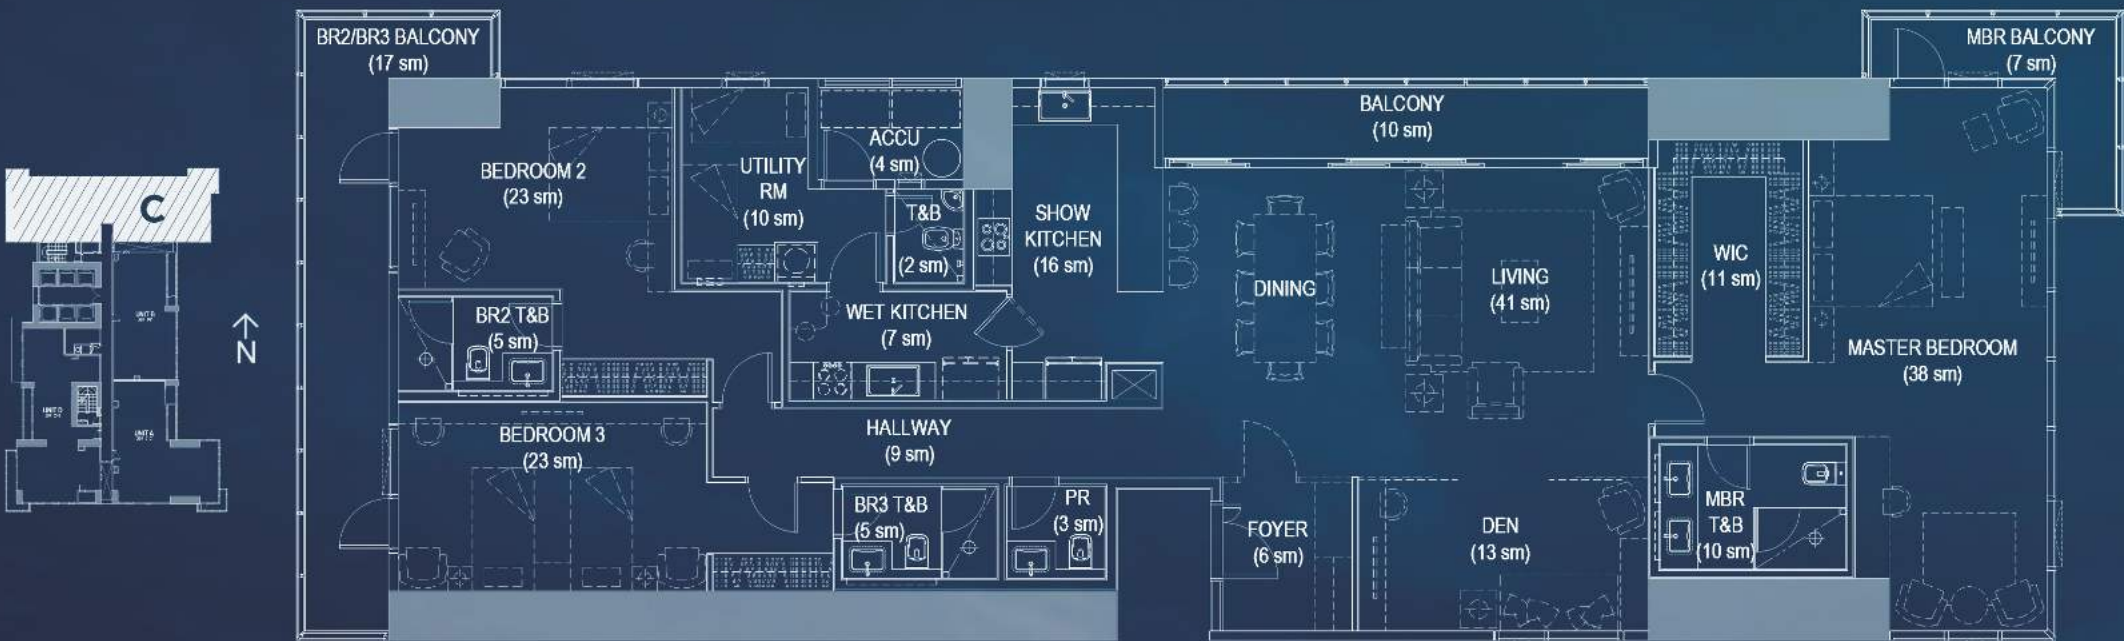 BR2/BR3 BALCONY
(17 sm)
MBR BALCONY
(7 sm)
BALCONY
(10 sm)
ACCU
(4 sm)
BEDROOM 2
(23 sm)
UTILITY
RM
(10 sm)
T&B
(2 sm)
SHOW
KITCHEN
(16 sm)
DINING
LIVING
(41 sm)
WIC
(11 sm)
MASTER BEDROOM
(38 sm)
BR2 T&B
(5 sm)
WET KITCHEN
(7 sm)
BEDROOM 3
(23 sm)
HALLWAY
(9 sm)
BR3 T&B
(5 sm)
PR
(3 sm)
FOYER
(6 sm)
DEN
(13 sm)
MBR
T&B
(10 sm)
C
N